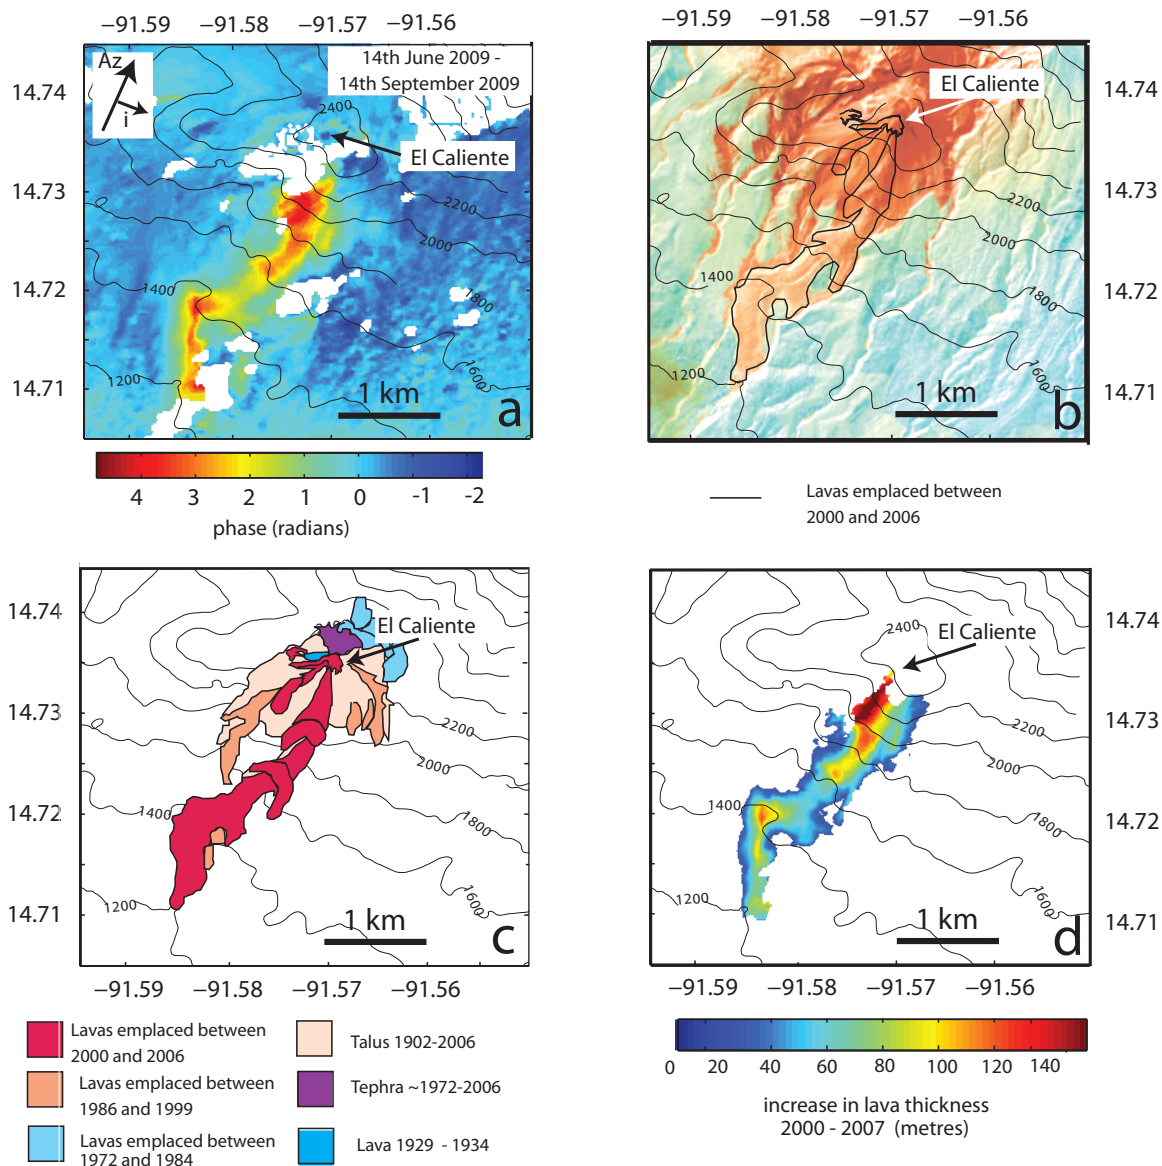 −91.59 −91.58 −91.57 −91.56
−91.59 −91.58 −91.57 −91.56
14.74
14.73
14.72
14.71
Az
i
14th June 2009 -
14th September 2009
2400
El Caliente
2200
2000
1800
1600
1400
1200
1 km
a
El Caliente
2200
2000
1800
1600
1400
1200
1 km
b
14.74
14.73
14.72
14.71
4 3 2 1 0 -1 -2
phase (radians)
Lavas emplaced between
2000 and 2006
14.74
14.73
14.72
14.71
El Caliente
2200
2000
1800
1600
1400
1200
1 km
c
2400
El Caliente
2200
2000
1800
1600
1400
1200
1 km
d
14.74
14.73
14.72
14.71
−91.59 −91.58 −91.57 −91.56
−91.59 −91.58 −91.57 −91.56
Lavas emplaced between
2000 and 2006
Lavas emplaced between
1986 and 1999
Lavas emplaced between
1972 and 1984
Talus 1902-2006
Tephra ~1972-2006
Lava 1929 - 1934
0 20 40 60 80 100 120 140
increase in lava thickness
2000 - 2007 (metres)